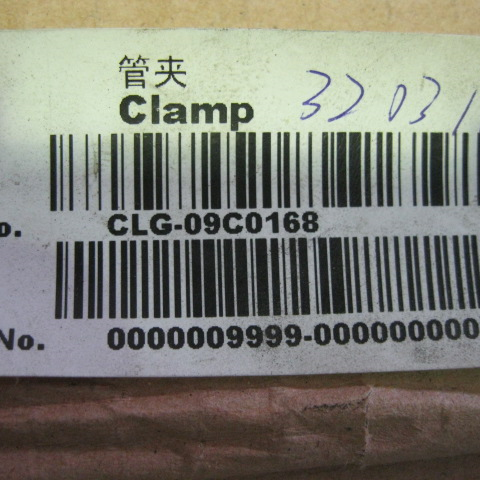 管夹
Clamp 32031
o. CLG-09C0168
No. 0000009999-000000000